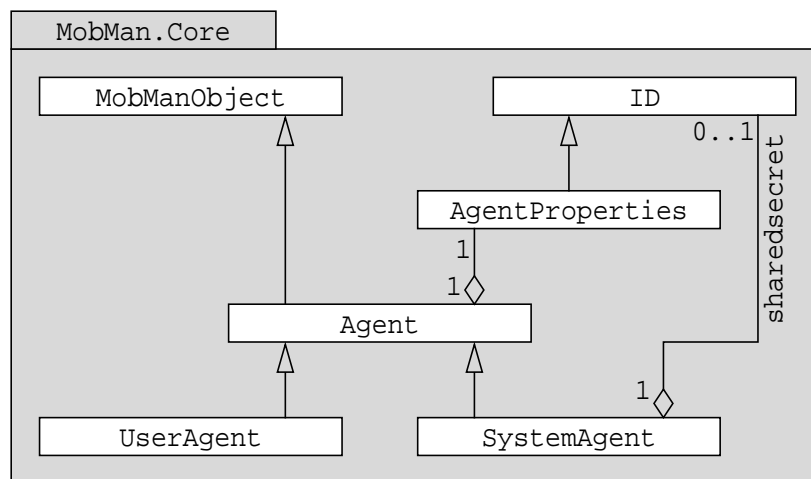 MobMan.Core
MobManObject
ID
0..1
sharedsecret
AgentProperties
1
1
Agent
1
UserAgent
SystemAgent